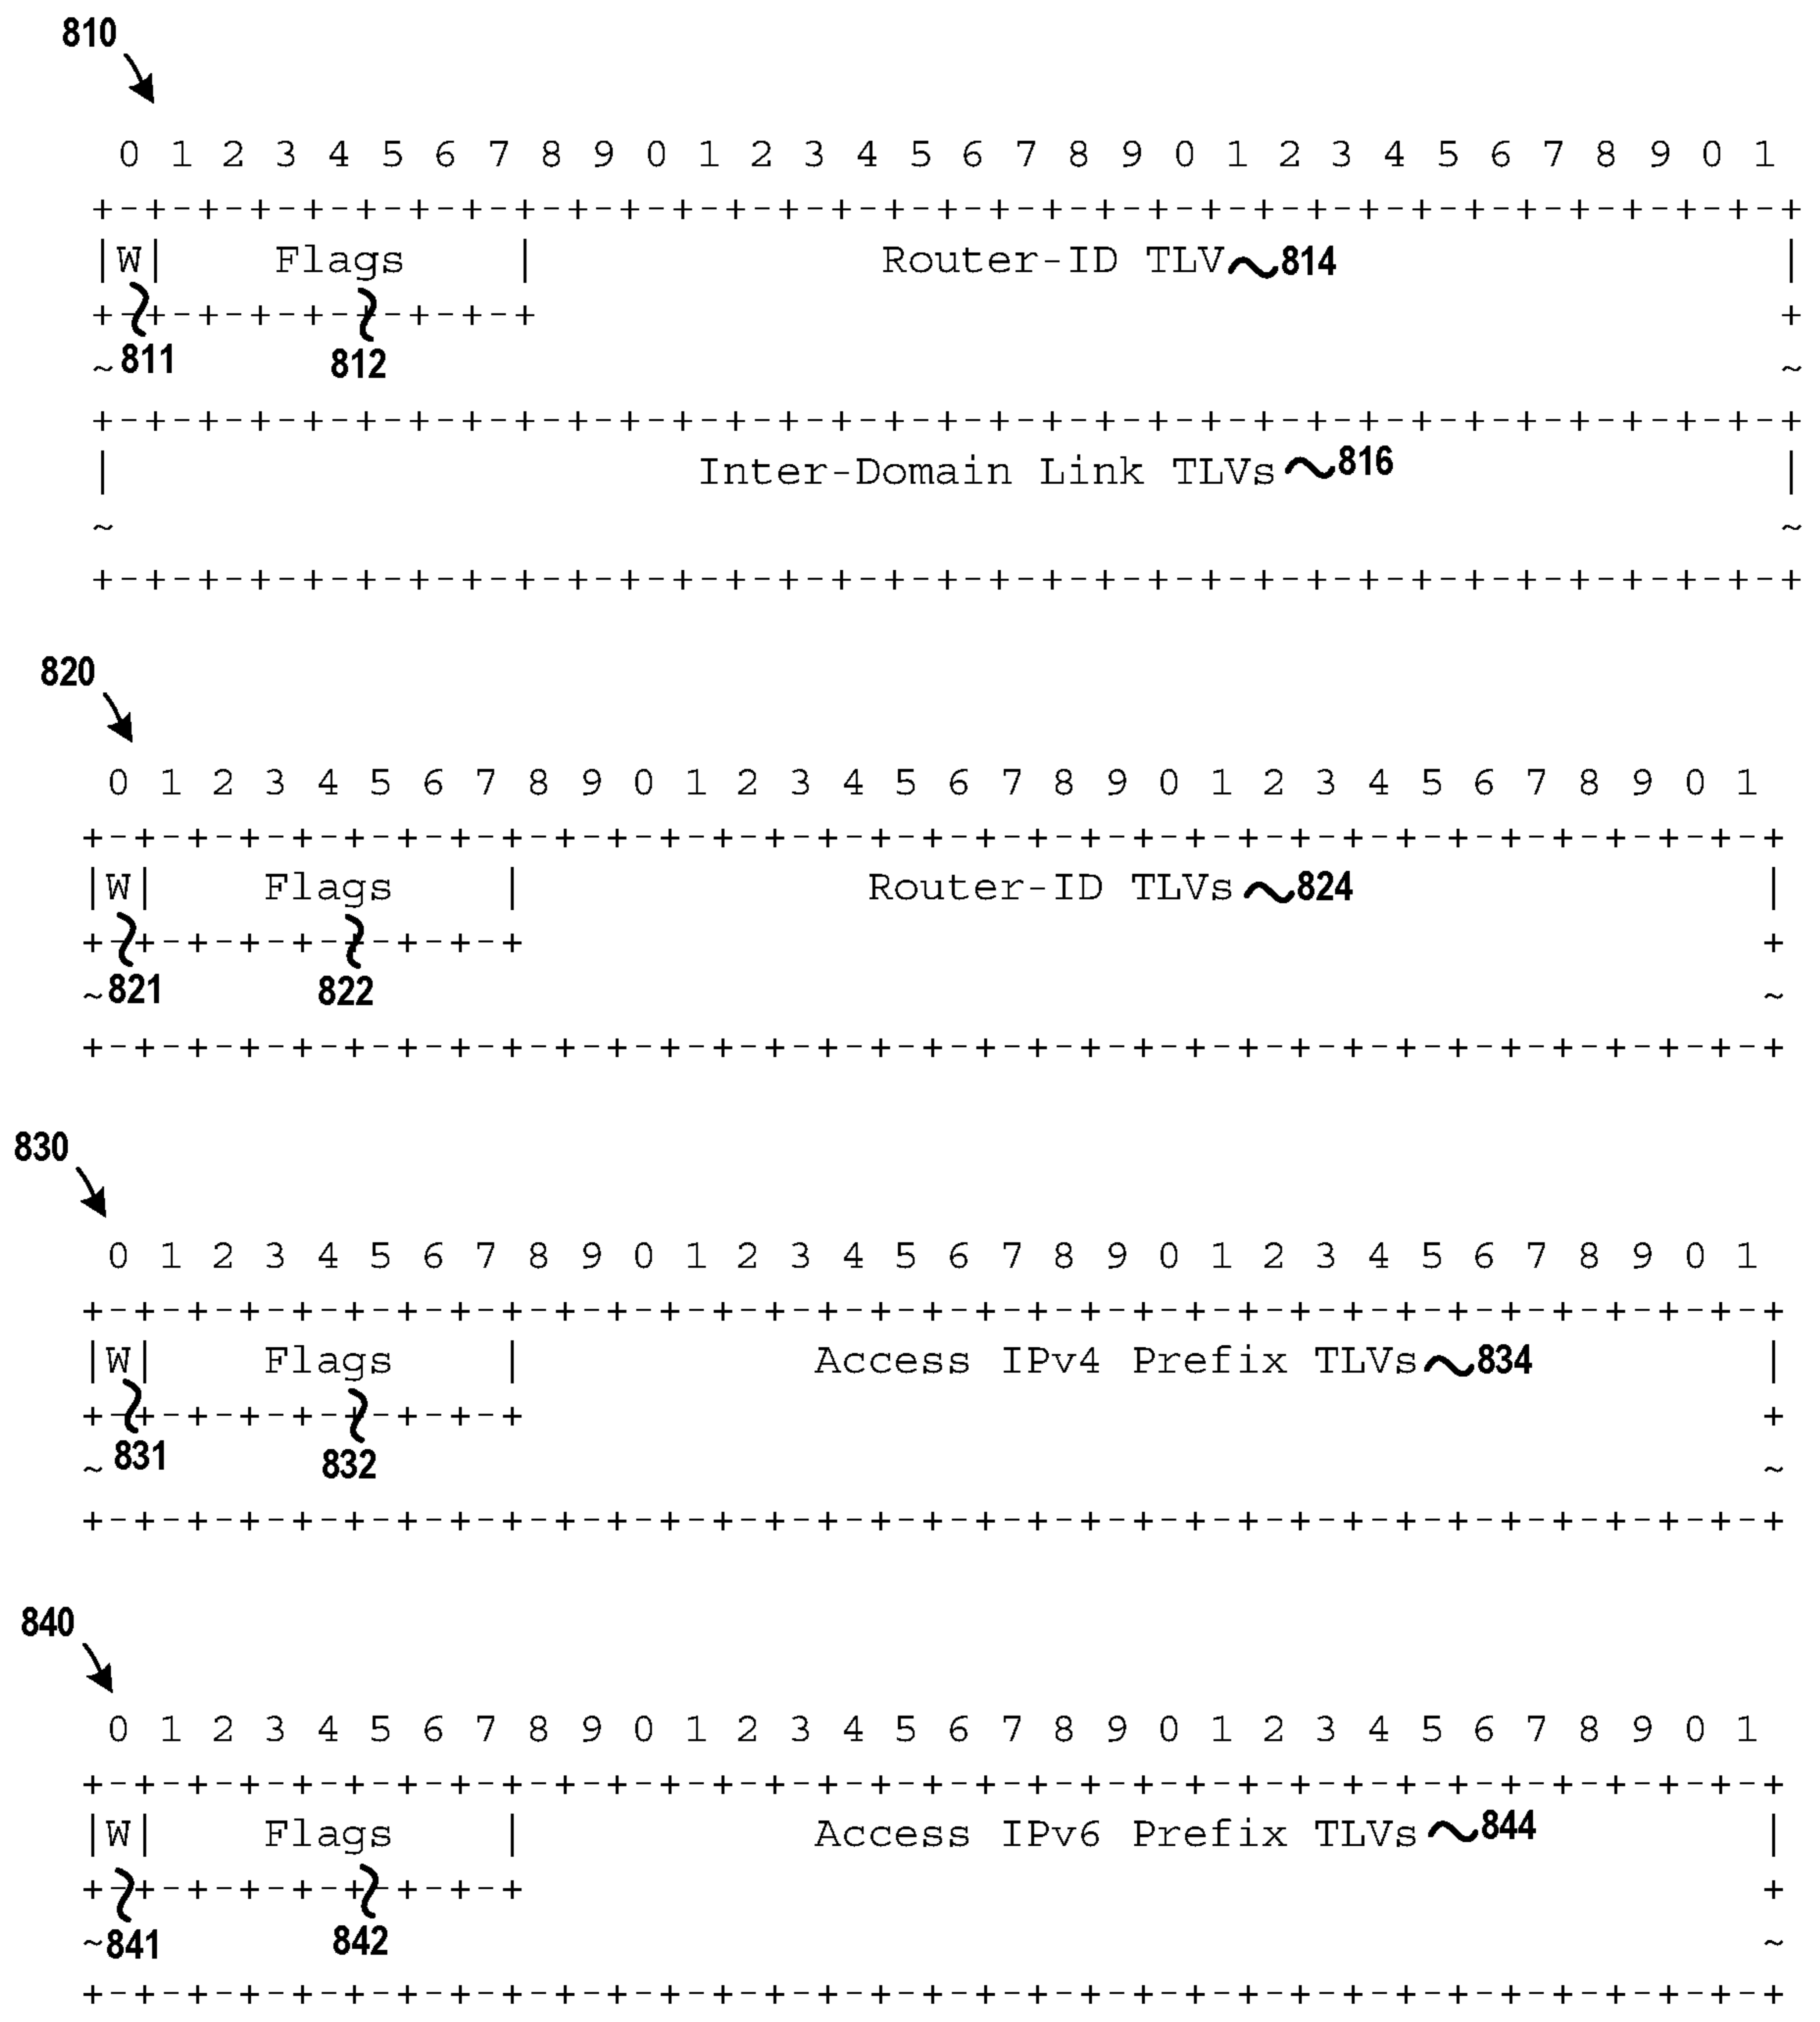 810
0 1 2 3 4 5 6 7 8 9 0 1 2 3 4 5 6 7 8 9 0 1 2 3 4 5 6 7 8 9 0 1
+-+-+-+-+-+-+-+-+-+-+-+-+-+-+-+-+-+-+-+-+-+-+-+-+-+-+-+-+-+-+-+-+
|W| Flags | Router-ID TLV 814 |
+-+-+-+-+-+-+-+-+ +
~ 811 812 ~
+-+-+-+-+-+-+-+-+-+-+-+-+-+-+-+-+-+-+-+-+-+-+-+-+-+-+-+-+-+-+-+-+
| Inter-Domain Link TLVs 816 |
~ ~
+-+-+-+-+-+-+-+-+-+-+-+-+-+-+-+-+-+-+-+-+-+-+-+-+-+-+-+-+-+-+-+-+
820
0 1 2 3 4 5 6 7 8 9 0 1 2 3 4 5 6 7 8 9 0 1 2 3 4 5 6 7 8 9 0 1
+-+-+-+-+-+-+-+-+-+-+-+-+-+-+-+-+-+-+-+-+-+-+-+-+-+-+-+-+-+-+-+-+
|W| Flags | Router-ID TLVs 824 |
+-+-+-+-+-+-+-+-+ +
~ 821 822 ~
+-+-+-+-+-+-+-+-+-+-+-+-+-+-+-+-+-+-+-+-+-+-+-+-+-+-+-+-+-+-+-+-+
830
0 1 2 3 4 5 6 7 8 9 0 1 2 3 4 5 6 7 8 9 0 1 2 3 4 5 6 7 8 9 0 1
+-+-+-+-+-+-+-+-+-+-+-+-+-+-+-+-+-+-+-+-+-+-+-+-+-+-+-+-+-+-+-+-+
|W| Flags | Access IPv4 Prefix TLVs 834 |
+-+-+-+-+-+-+-+-+ +
~ 831 832 ~
+-+-+-+-+-+-+-+-+-+-+-+-+-+-+-+-+-+-+-+-+-+-+-+-+-+-+-+-+-+-+-+-+
840
0 1 2 3 4 5 6 7 8 9 0 1 2 3 4 5 6 7 8 9 0 1 2 3 4 5 6 7 8 9 0 1
+-+-+-+-+-+-+-+-+-+-+-+-+-+-+-+-+-+-+-+-+-+-+-+-+-+-+-+-+-+-+-+-+
|W| Flags | Access IPv6 Prefix TLVs 844 |
+-+-+-+-+-+-+-+-+ +
~ 841 842 ~
+-+-+-+-+-+-+-+-+-+-+-+-+-+-+-+-+-+-+-+-+-+-+-+-+-+-+-+-+-+-+-+-+